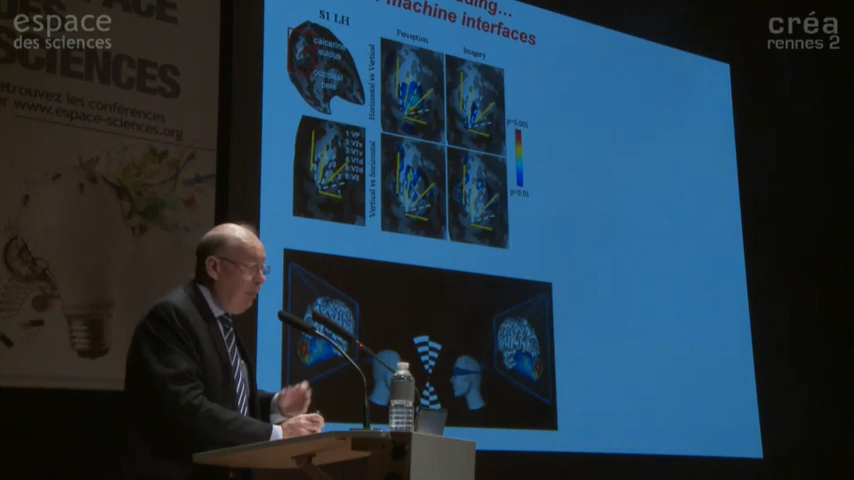 espace
des sciences
créa
rennes 2
SCIENCES
etrouvez les conférences
www.espace-sciences.org
machine interfaces
S1 LH
calcarine
sulcus
occipital
pole
Perception
Imagery
Horizontal vs Vertical
Vertical vs horizontal
1:VP
2:V2v
3:V1v
4:V1d
5:V2d
6:V3
p=0.001
p=0.01